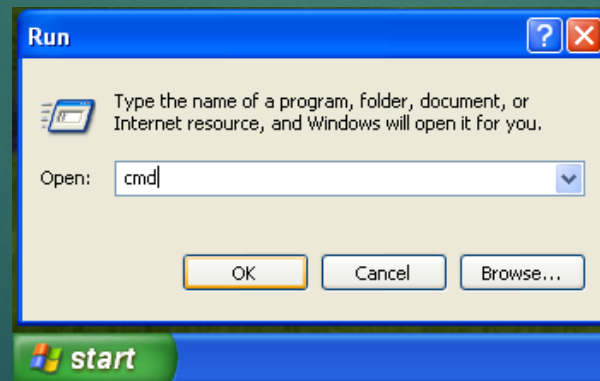 Run
Type the name of a program, folder, document, or
Internet resource, and Windows will open it for you.
Open: cmd
OK Cancel Browse...
start